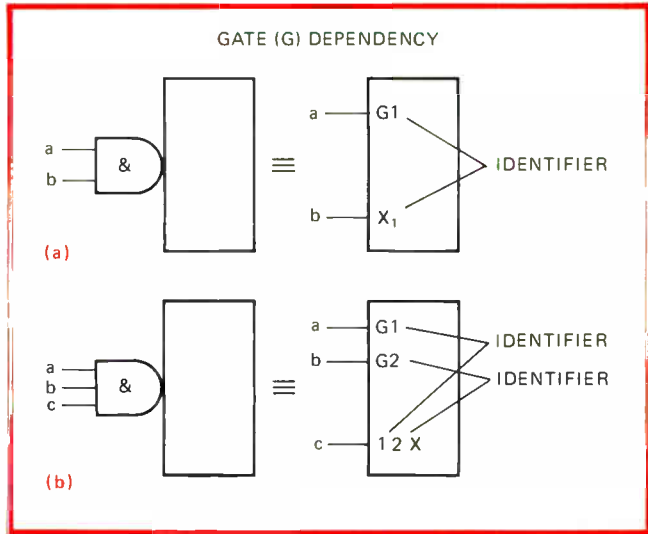 GATE (G) DEPENDENCY
a
b
&
≡
a
G1
b
X₁
IDENTIFIER
(a)
a
b
c
&
≡
a
G1
b
G2
c
1 2 X
IDENTIFIER
IDENTIFIER
(b)